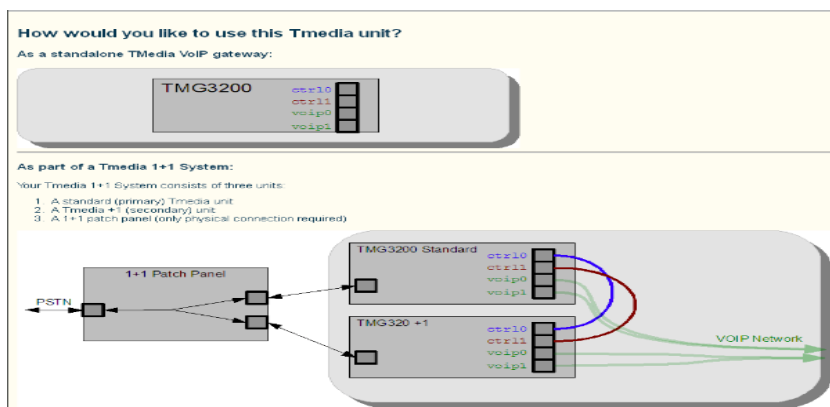 How would you like to use this Tmedia unit?
As a standalone TMedia VoIP gateway:
TMG3200
ctrl0
ctrl1
voip0
voip1
As part of a Tmedia 1+1 System:
Your Tmedia 1+1 System consists of three units:
1. A standard (primary) Tmedia unit
2. A Tmedia +1 (secondary) unit
3. A 1+1 patch panel (only physical connection required)
TMG3200 Standard
ctrl0
ctrl1
voip0
voip1
1+1 Patch Panel
PSTN
TMG320 +1
ctrl0
ctrl1
voip0
voip1
VOIP Network